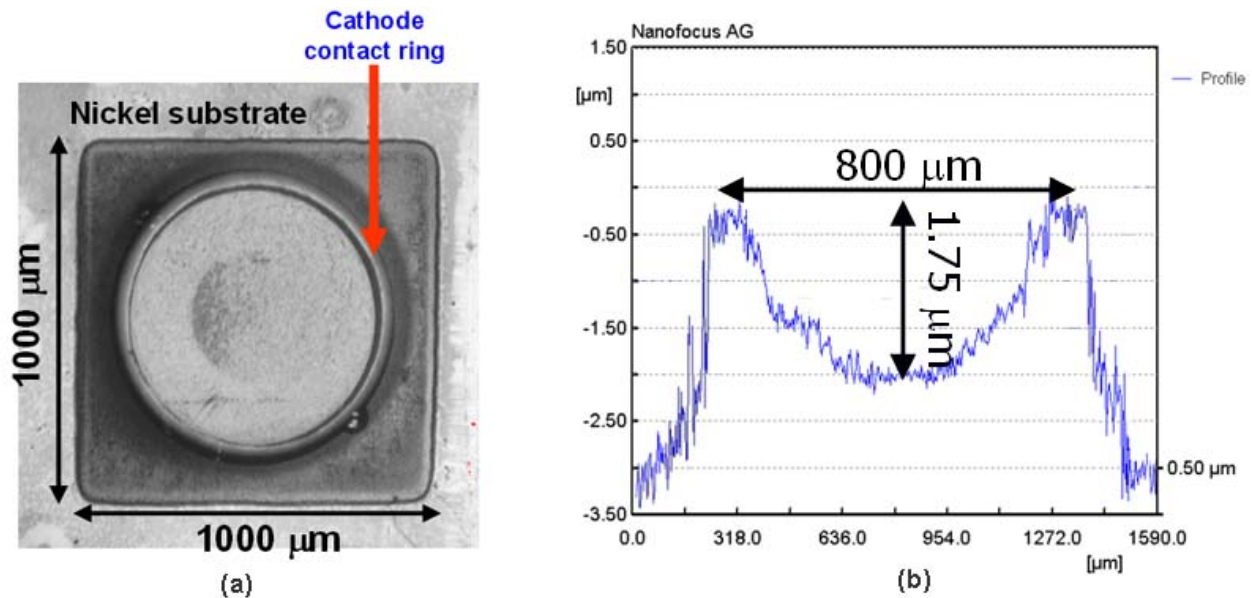 Cathode
contact ring
Nickel substrate
1000 μm
1000 μm
(a)
Nanofocus AG
1.50
[µm]
0.50
-0.50
-1.50
-2.50
-3.50
0.0
318.0
636.0
954.0
1272.0
1590.0
[µm]
800 μm
1.75 μm
Profile
0.50 µm
(b)